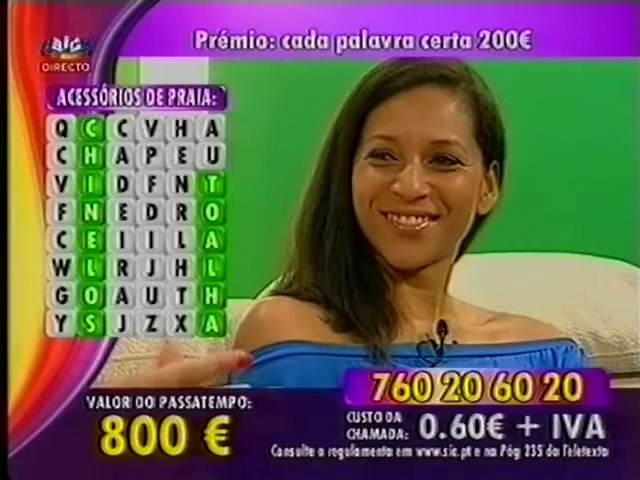 Prémio: cada palavra certa 200€
SIC
DIRECTO
ACESSÓRIOS DE PRAIA:
Q C C V H A
C H A P E U
V I D F N T
F N E D R O
C E I I L A
W L R J H L
G O A U T H
Y S J Z X A
760 20 60 20
VALOR DO PASSATEMPO:
800 €
CUSTO DA
CHAMADA: 0.60€ + IVA
Consulte o regulamento em www.sic.pt e na Pág 235 do Teletexto